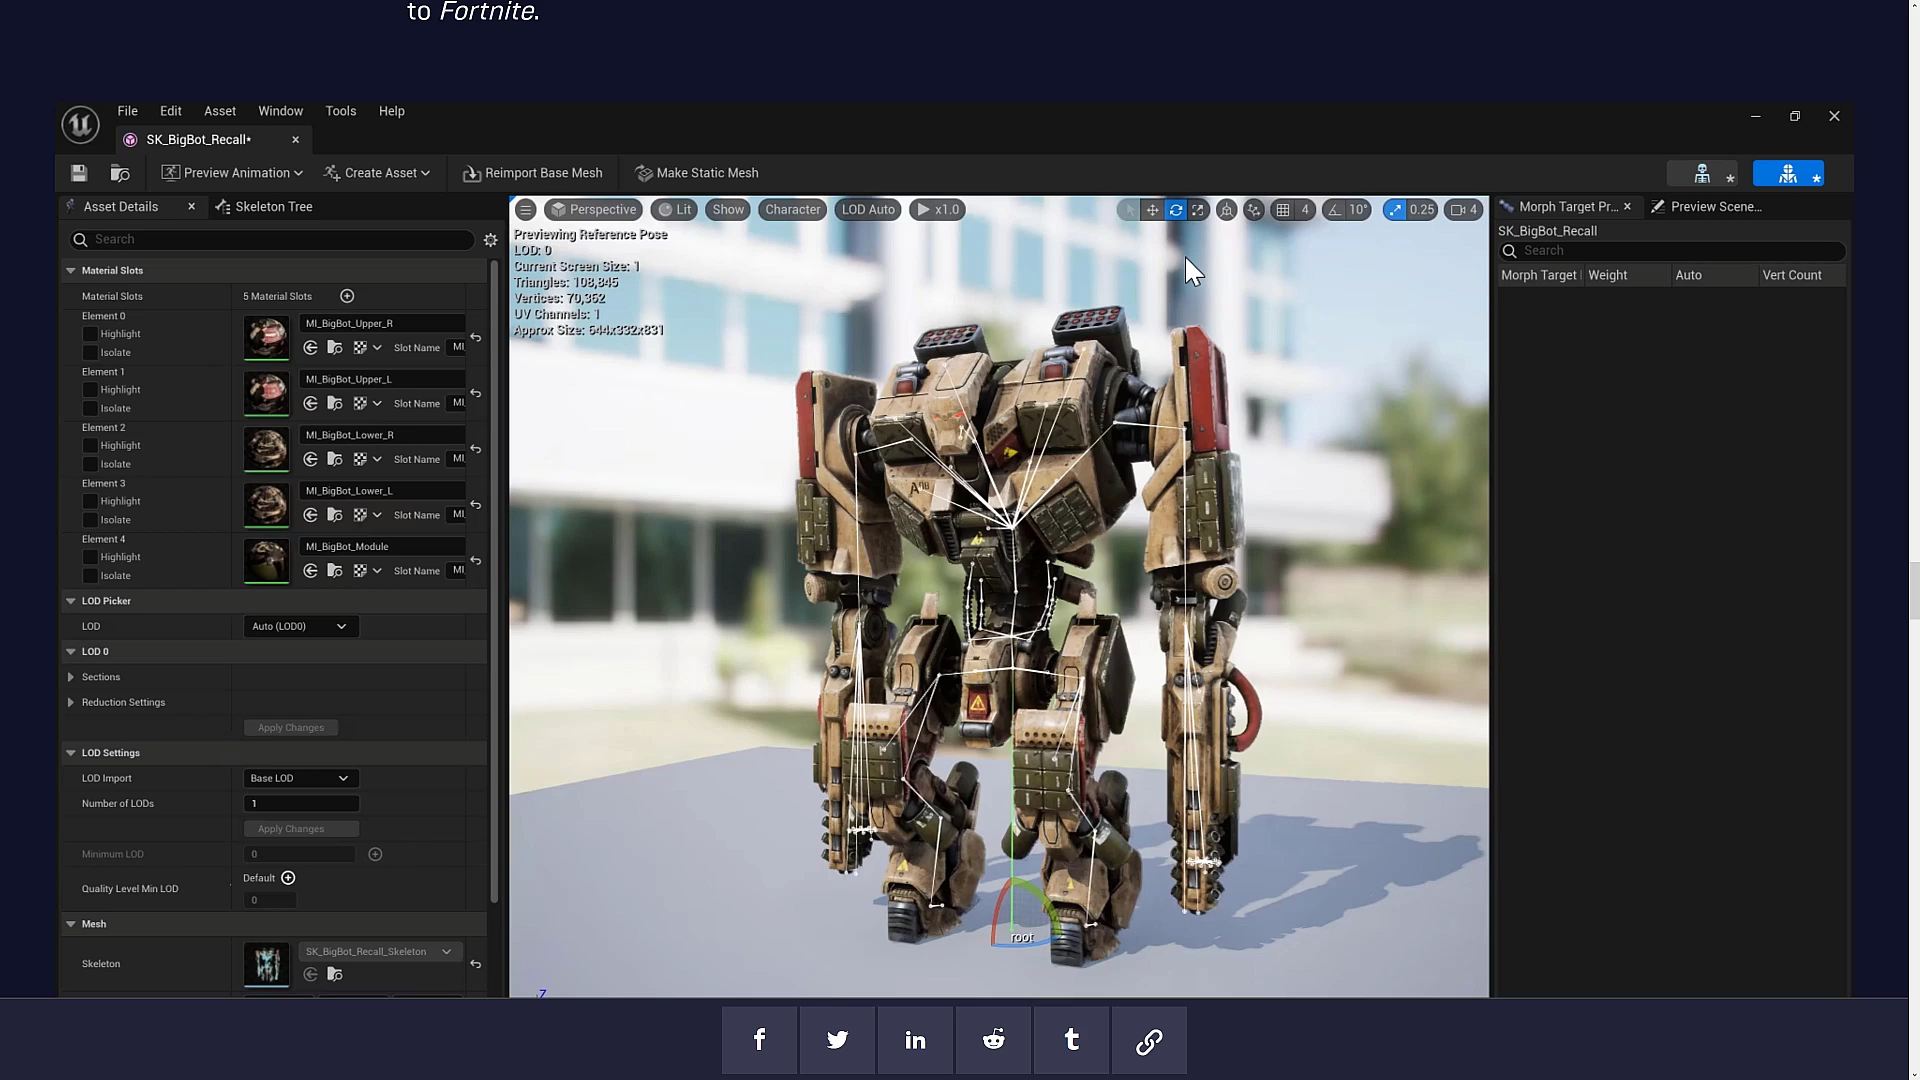 to Fortnite.
File Edit Asset Window Tools Help
SK_BigBot_Recall•
Preview Animation Create Asset Reimport Base Mesh Make Static Mesh
Asset Details Skeleton Tree
Search
Material Slots
Material Slots 5 Material Slots
Element 0
Highlight
Isolate
MI_BigBot_Upper_R
Slot Name MI_
Element 1
Highlight
Isolate
MI_BigBot_Upper_L
Slot Name MI_
Element 2
Highlight
Isolate
MI_BigBot_Lower_R
Slot Name MI_
Element 3
Highlight
Isolate
MI_BigBot_Lower_L
Slot Name MI_
Element 4
Highlight
Isolate
MI_BigBot_Module
Slot Name MI_
LOD Picker
LOD Auto (LOD0)
LOD 0
Sections
Reduction Settings
Apply Changes
LOD Settings
LOD Import Base LOD
Number of LODs 1
Apply Changes
Minimum LOD 0
Quality Level Min LOD Default
0
Mesh
Skeleton SK_BigBot_Recall_Skeleton
Perspective Lit Show Character LOD Auto x1.0 4 10° 0.25 4
Previewing Reference Pose
LOD: 0
Current Screen Size: 1
Triangles: 108,845
Vertices: 70,362
UV Channels: 1
Approx Size: 644x332x831
root
Z
Morph Target Pr... Preview Scene...
SK_BigBot_Recall
Search
Morph Target Weight Auto Vert Count